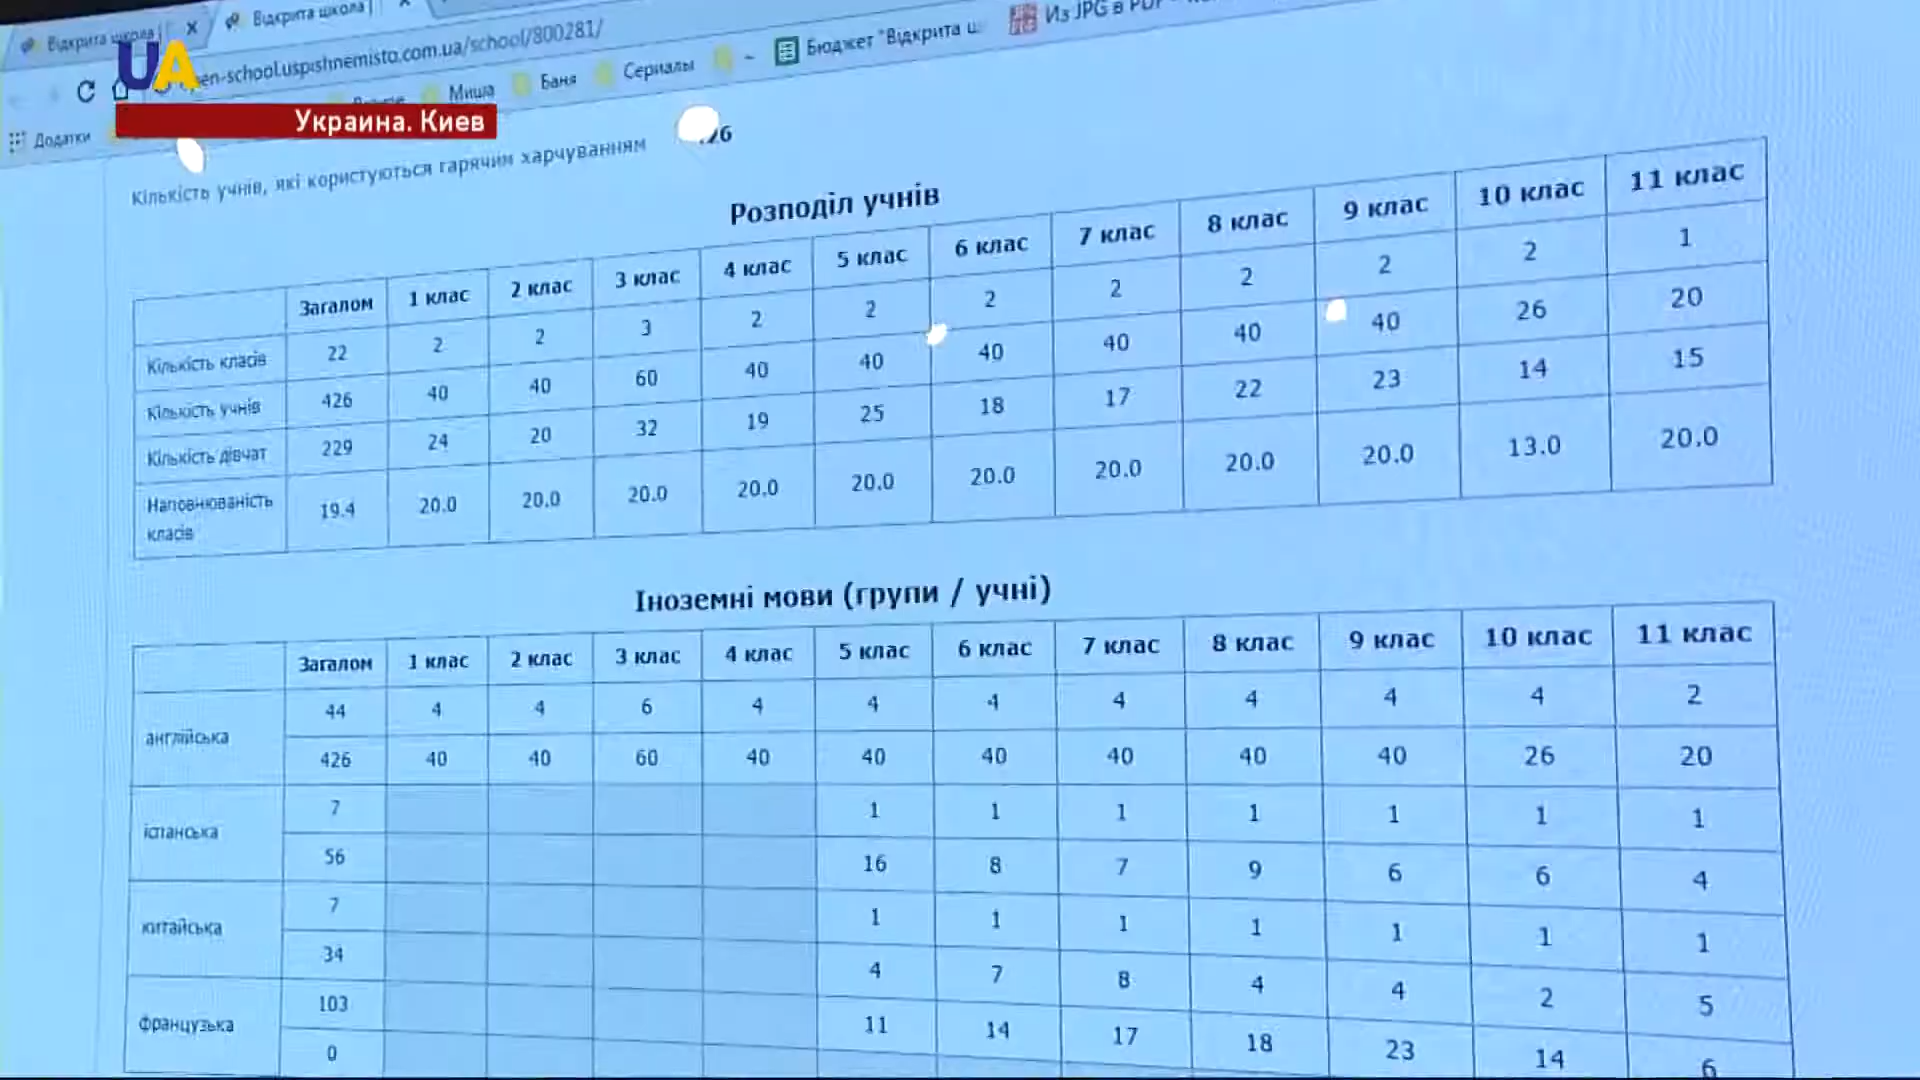 Відкрита школа |
Відкрита школа |
en-school.uspishnemisto.com.ua/school/800281/
Миша
Баня
Сериалы
Бюджет "Відкрита ш
Из JPG в PDF
Додатки
UA
Украина. Киев
Кількість учнів, які користуються гарячим харчуванням 26
Розподіл учнів
Загалом 1 клас 2 клас 3 клас 4 клас 5 клас 6 клас 7 клас 8 клас 9 клас 10 клас 11 клас
Кількість класів 22 2 2 3 2 2 2 2 2 2 2 1
Кількість учнів 426 40 40 60 40 40 40 40 40 40 26 20
Кількість дівчат 229 24 20 32 19 25 18 17 22 23 14 15
Наповнюваність класів 19.4 20.0 20.0 20.0 20.0 20.0 20.0 20.0 20.0 20.0 13.0 20.0
Іноземні мови (групи / учні)
Загалом 1 клас 2 клас 3 клас 4 клас 5 клас 6 клас 7 клас 8 клас 9 клас 10 клас 11 клас
англійська 44 4 4 6 4 4 4 4 4 4 4 2
426 40 40 60 40 40 40 40 40 40 26 20
іспанська 7 1 1 1 1 1 1 1
56 16 8 7 9 6 6 4
китайська 7 1 1 1 1 1 1 1
34 4 7 8 4 4 2 5
французька 103 11 14 17 18 23 14 6
0